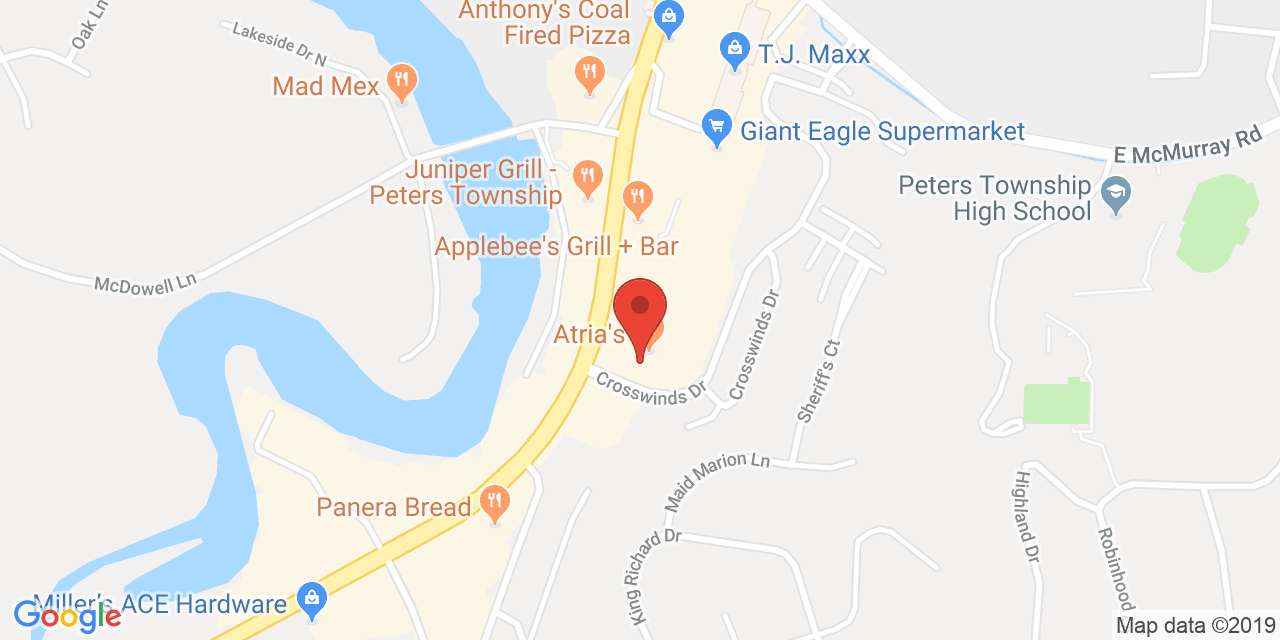 Anthony's Coal
Fired Pizza
Oak Ln
Lakeside Dr N
T.J. Maxx
Mad Mex
Giant Eagle Supermarket
E McMurray Rd
Juniper Grill -
Peters Township
Peters Township
High School
Applebee's Grill + Bar
McDowell Ln
Atria's
Crosswinds Dr
Crosswinds Dr
Sheriff's Ct
Maid Marion Ln
Panera Bread
Highland Dr
King Richard Dr
Robinhood
Miller's ACE Hardware
Google
Map data ©2019